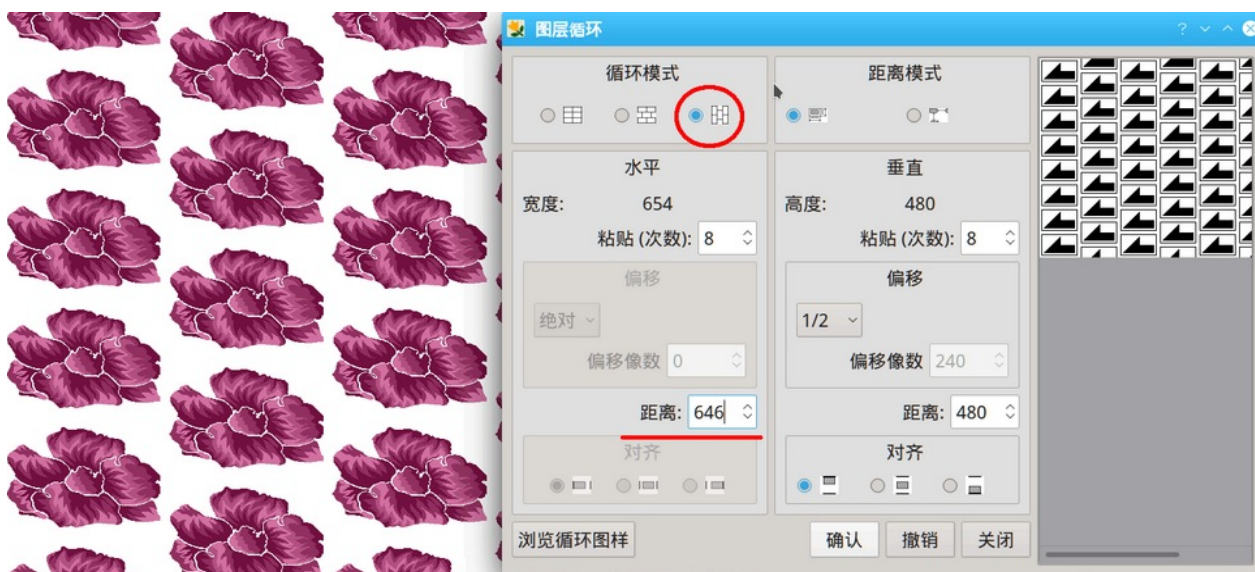 图层循环
循环模式
距离模式
水平
垂直
宽度: 654
高度: 480
粘贴 (次数): 8
粘贴 (次数): 8
偏移
偏移
绝对
1/2
偏移像数 0
偏移像数 240
距离: 646
距离: 480
对齐
对齐
浏览循环图样
确认
撤销
关闭